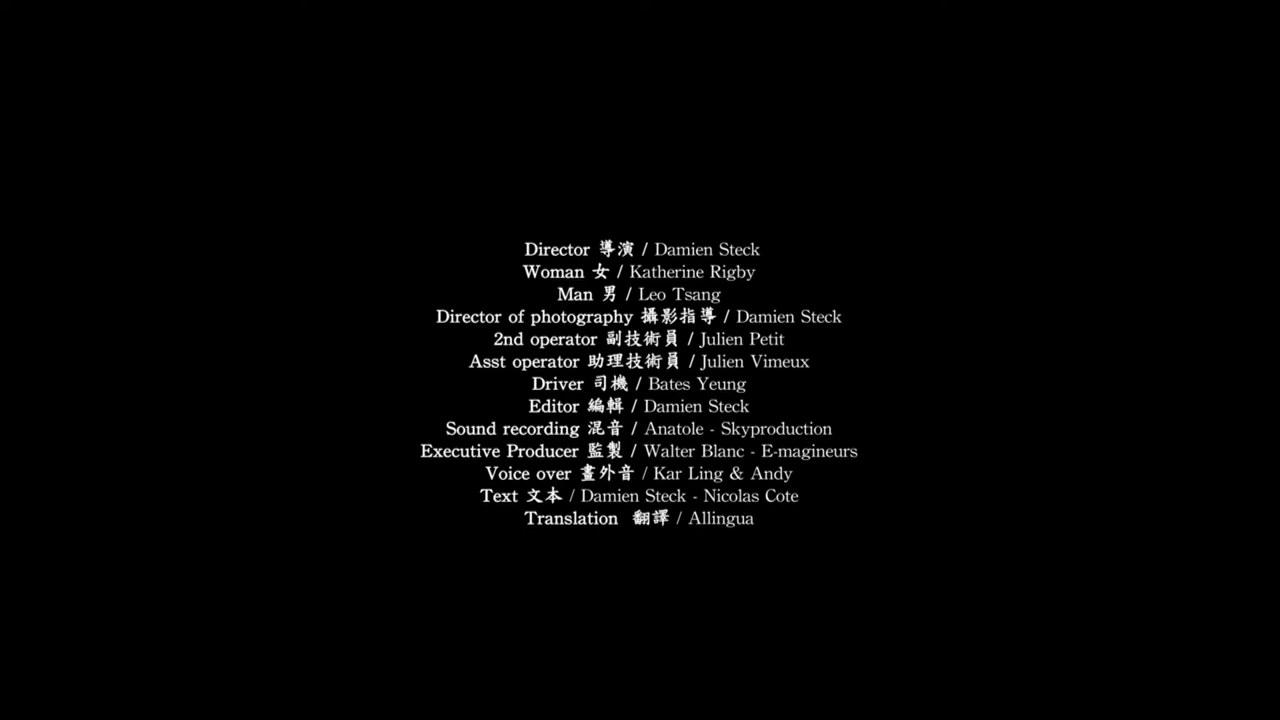 Director 導演 / Damien Steck
Woman 女 / Katherine Rigby
Man 男 / Leo Tsang
Director of photography 攝影指導 / Damien Steck
2nd operator 副技術員 / Julien Petit
Asst operator 助理技術員 / Julien Vimeux
Driver 司機 / Bates Yeung
Editor 編輯 / Damien Steck
Sound recording 混音 / Anatole - Skyproduction
Executive Producer 監製 / Walter Blanc - E-magineurs
Voice over 畫外音 / Kar Ling & Andy
Text 文本 / Damien Steck - Nicolas Cote
Translation 翻譯 / Allingua